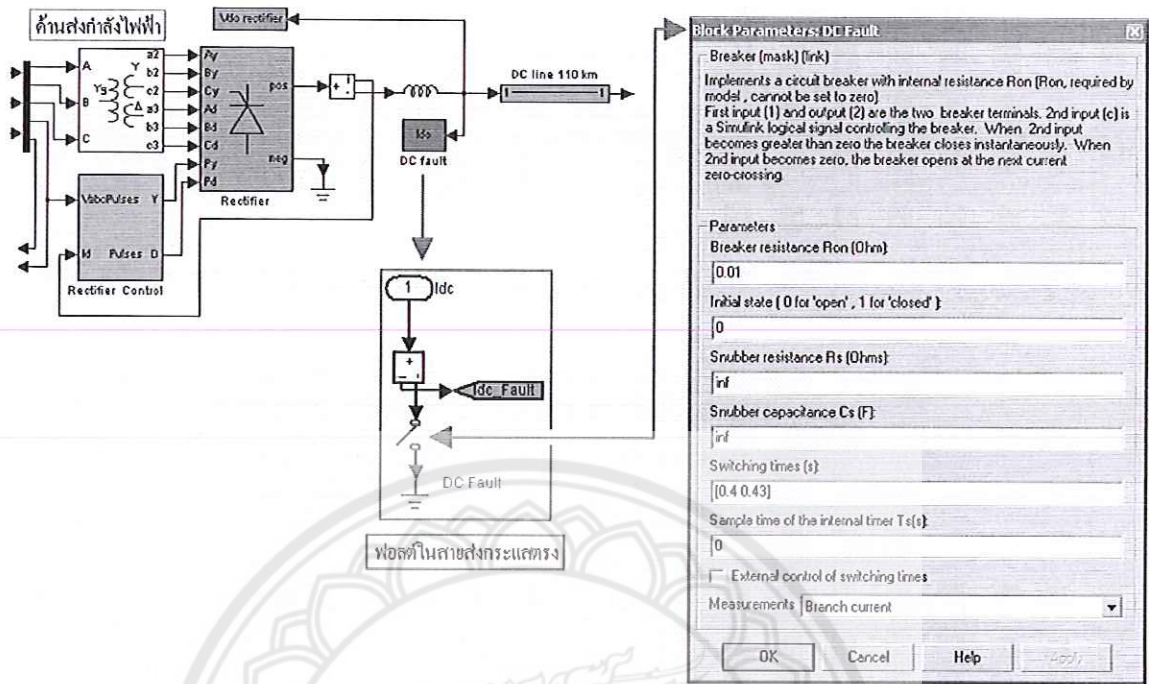 ด้านส่งกำลังไฟฟ้า
Vdo rectifier
A
B
C
Yg
Y
Δ
a2
b2
c2
a3
b3
c3
Ay
By
Cy
Ad
Bd
Cd
Py
Pd
pos
neg
Rectifier
+
DC line 110 km
1
1
DC fault
Vabc
Pulses Y
Id
Pulses D
Rectifier Control
1
Idc
+
-
i
Idc_Fault
DC Fault
ฟอลต์ในสายส่งกระแสตรง
Block Parameters: DC Fault
Breaker (mask) (link)
Implements a circuit breaker with internal resistance Ron (Ron, required by
model , cannot be set to zero)
First input (1) and output (2) are the two breaker terminals. 2nd input (c) is
a Simulink logical signal controlling the breaker. When 2nd input
becomes greater than zero the breaker closes instantaneously. When
2nd input becomes zero, the breaker opens at the next current
zero-crossing.
Parameters
Breaker resistance Ron (Ohm):
0.01
Initial state ( 0 for 'open' , 1 for 'closed' ):
0
Snubber resistance Rs (Ohms):
inf
Snubber capacitance Cs (F):
inf
Switching times (s):
[0.4 0.43]
Sample time of the internal timer Ts(s):
0
External control of switching times
Measurements Branch current
OK
Cancel
Help
Apply